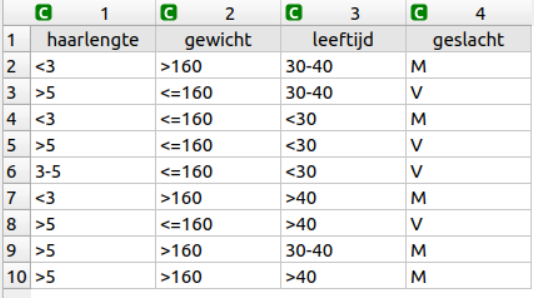 C 1 C 2 C 3 C 4
1 haarlengte gewicht leeftijd geslacht
2 <3 >160 30-40 M
3 >5 <=160 30-40 V
4 <3 <=160 <30 M
5 >5 <=160 <30 V
6 3-5 <=160 <30 V
7 <3 >160 >40 M
8 >5 <=160 >40 V
9 >5 >160 30-40 M
10 >5 >160 >40 M